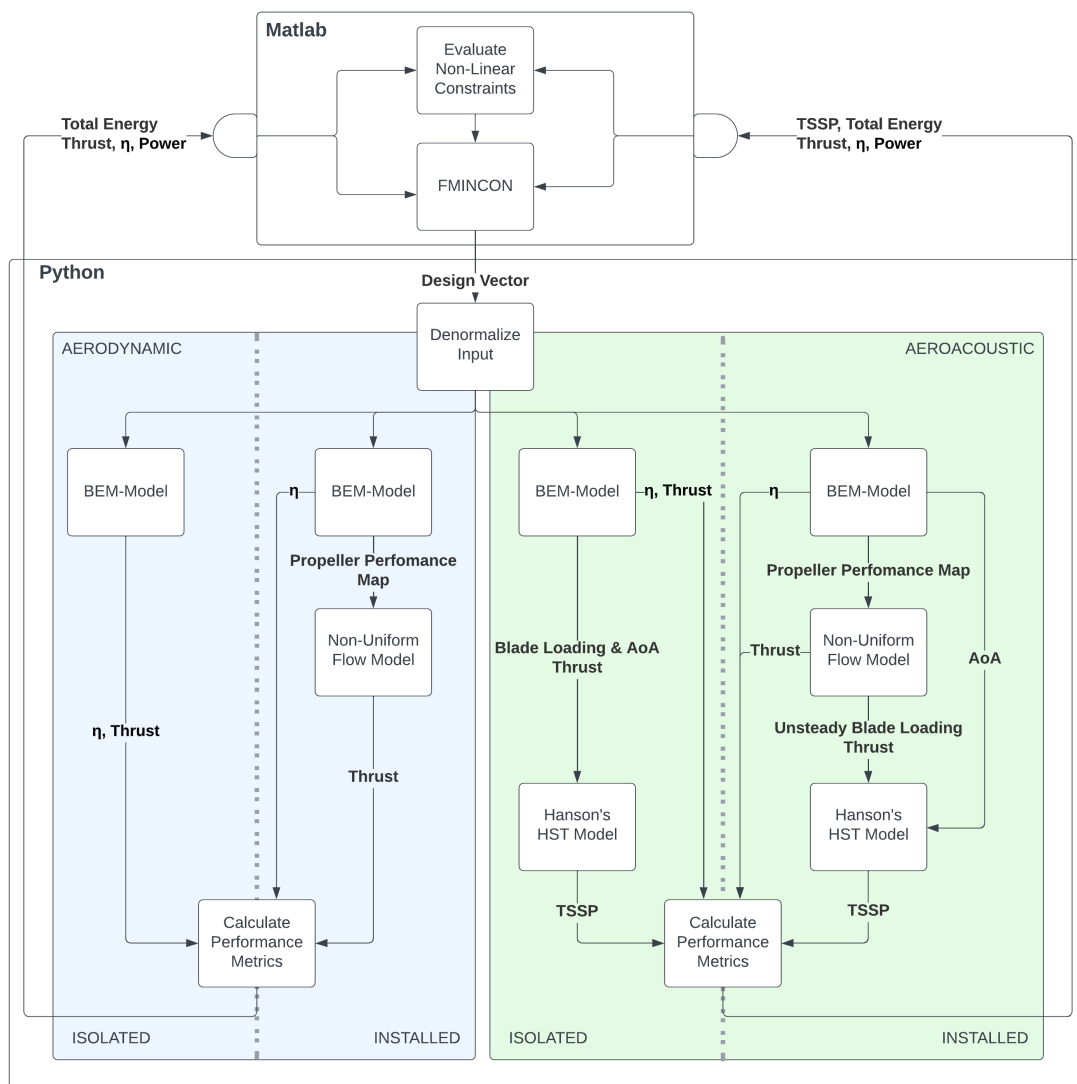 Matlab
Evaluate
Non-Linear
Constraints
Total Energy
Thrust, η, Power
TSSP, Total Energy
Thrust, η, Power
FMINCON
Python
Design Vector
Denormalize
Input
AERODYNAMIC
AEROACOUSTIC
BEM-Model
η
BEM-Model
BEM-Model
η, Thrust
η
BEM-Model
Propeller Perfomance
Map
Propeller Perfomance Map
Non-Uniform
Flow Model
Blade Loading & AoA
Thrust
Thrust
Non-Uniform
Flow Model
AoA
η, Thrust
Unsteady Blade Loading
Thrust
Thrust
Hanson's
HST Model
Hanson's
HST Model
TSSP
TSSP
Calculate
Performance
Metrics
Calculate
Performance
Metrics
ISOLATED
INSTALLED
ISOLATED
INSTALLED